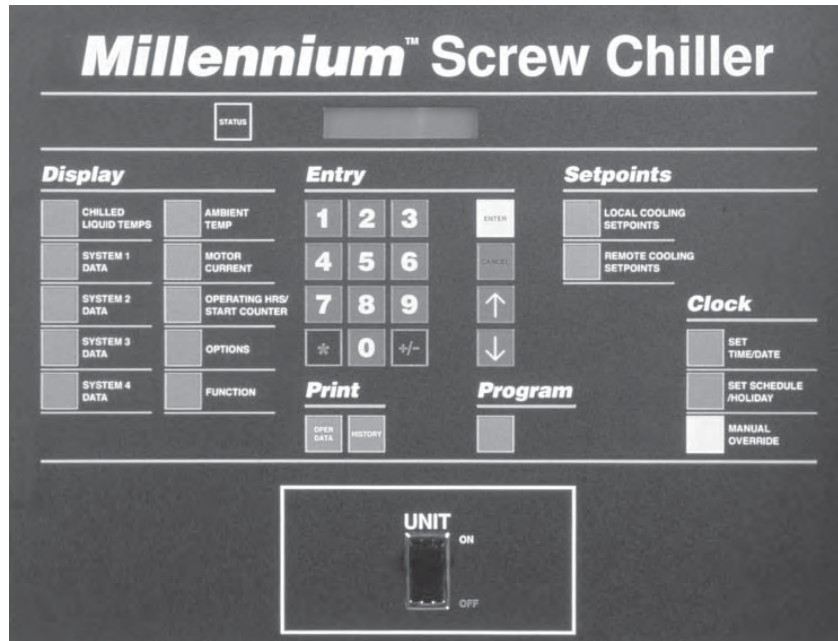 Millennium™ Screw Chiller
STATUS
Display
CHILLED
LIQUID TEMPS
SYSTEM 1
DATA
SYSTEM 2
DATA
SYSTEM 3
DATA
SYSTEM 4
DATA
AMBIENT
TEMP
MOTOR
CURRENT
OPERATING HRS/
START COUNTER
OPTIONS
FUNCTION
Entry
1 2 3
4 5 6
7 8 9
* 0 +/-
ENTER
CANCEL
↑
↓
Print
OPER
DATA
HISTORY
Program
Setpoints
LOCAL COOLING
SETPOINTS
REMOTE COOLING
SETPOINTS
Clock
SET
TIME/DATE
SET SCHEDULE
/HOLIDAY
MANUAL
OVERRIDE
UNIT
ON
OFF